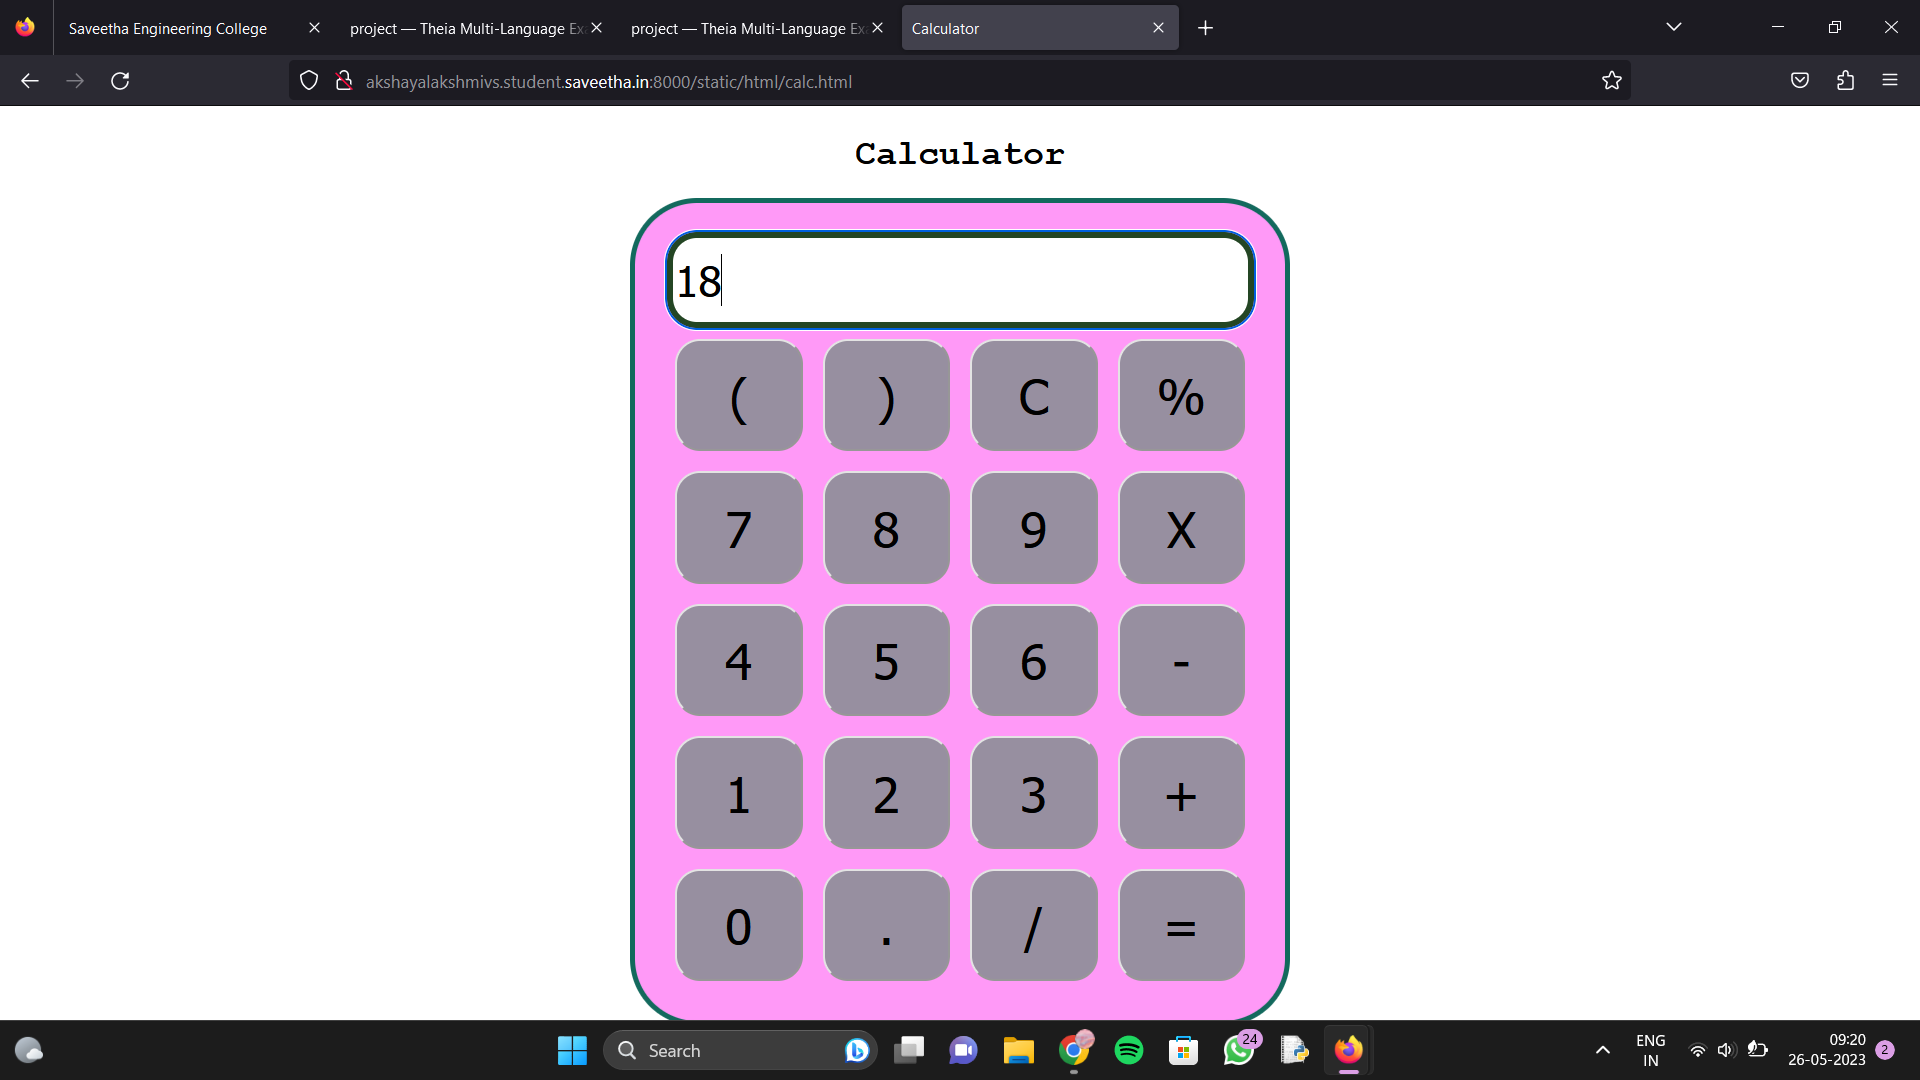 Saveetha Engineering College
project — Theia Multi-Language Ex
project — Theia Multi-Language Ex
Calculator
akshayalakshmivs.student.saveetha.in:8000/static/html/calc.html
Calculator
18
( ) C %
7 8 9 X
4 5 6 -
1 2 3 +
0 . / =
Search
24
ENG
IN
09:20
26-05-2023
2